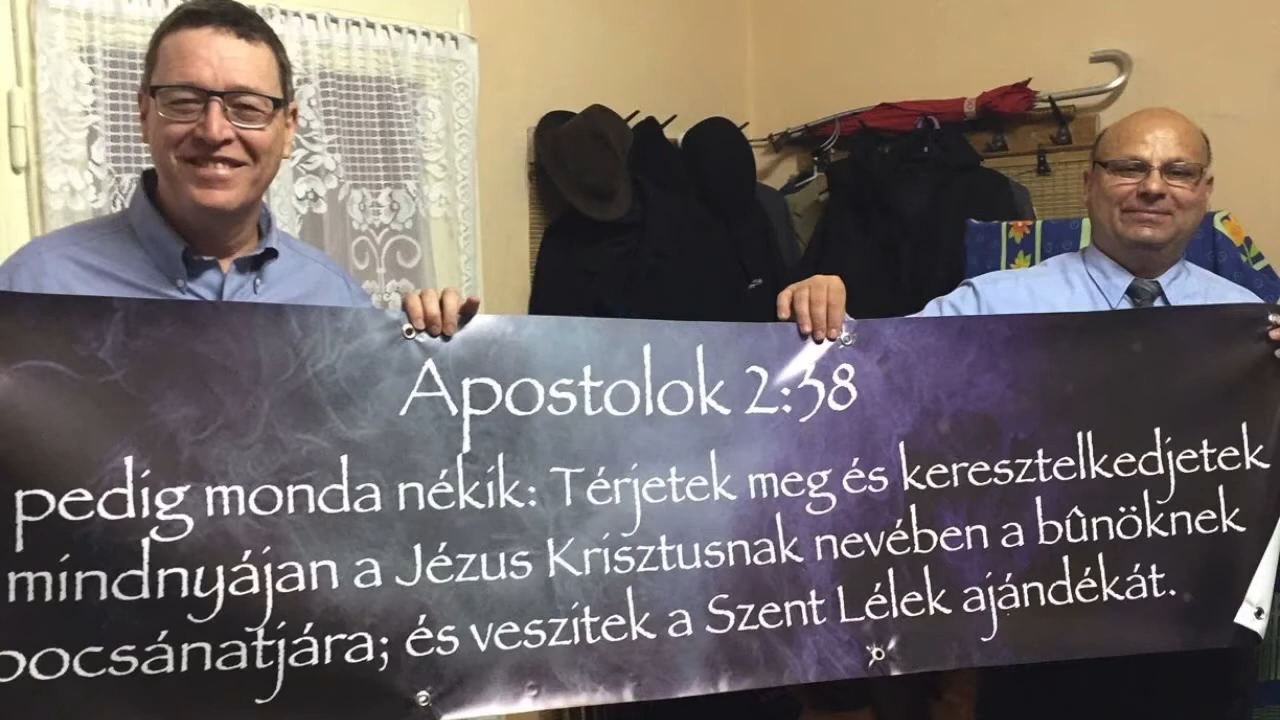 Apostolok 2:38
pedig monda nékik: Térjetek meg és keresztelkedjetek
mindnyájan a Jézus Krisztusnak nevében a bûnöknek
bocsánatjára; és veszitek a Szent Lélek ajándékát.